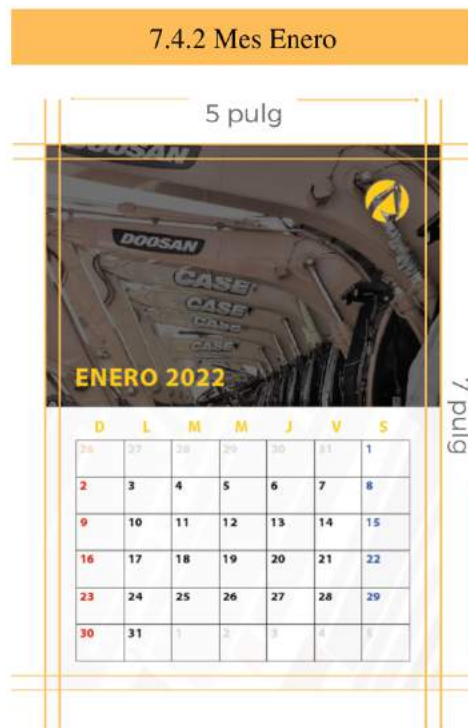 7.4.2 Mes Enero
5 pulg
DOOSAN
DOOSAN
CASE
CASE
CASE
ENERO 2022
7 pulg
D L M M J V S
26 27 28 29 30 31 1
2 3 4 5 6 7 8
9 10 11 12 13 14 15
16 17 18 19 20 21 22
23 24 25 26 27 28 29
30 31 1 2 3 4 5